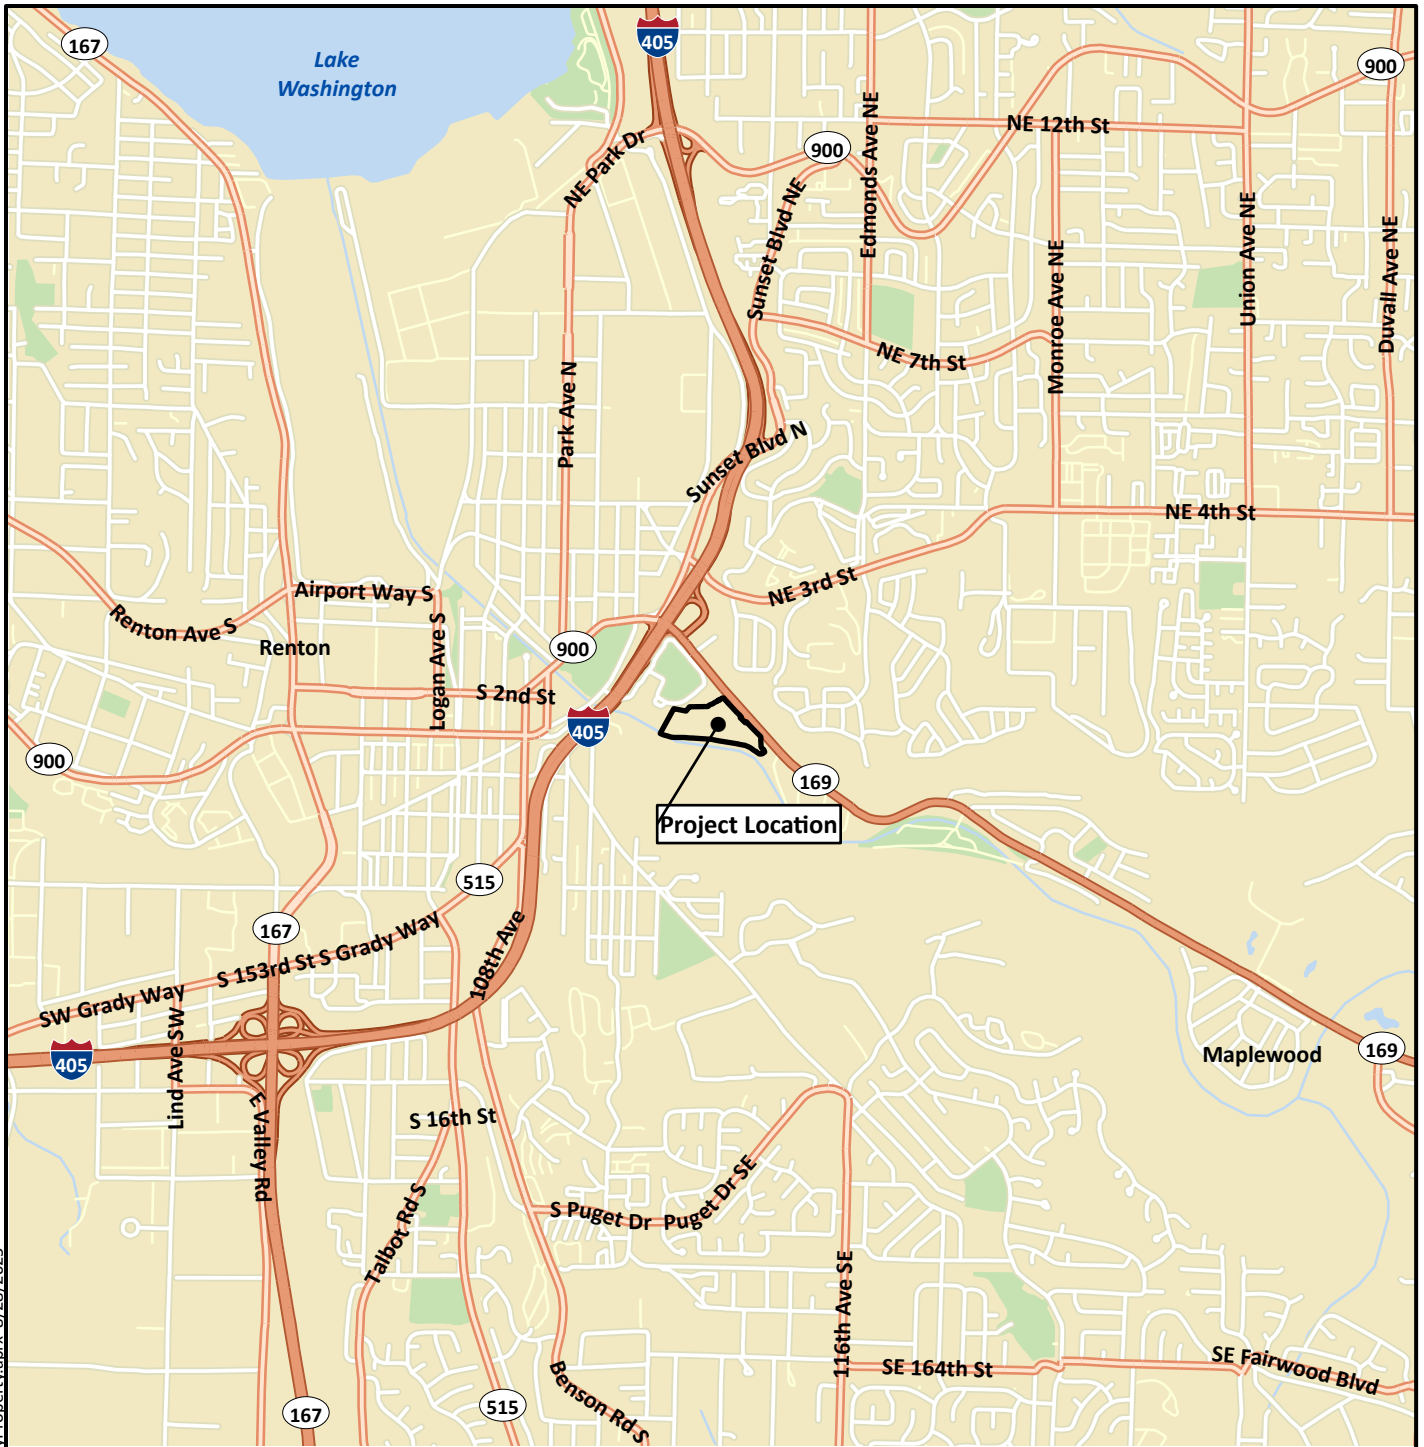 405
167
Lake
Washington
900
NE 12th St
NE Park Dr
900
Edmonds Ave NE
Sunset Blvd NE
Union Ave NE
Duvall Ave NE
Monroe Ave NE
NE 7th St
Park Ave N
Sunset Blvd N
NE 4th St
Airport Way S
NE 3rd St
Renton Ave S
Renton
Logan Ave S
900
S 2nd St
405
900
169
Project Location
515
167
S 153rd St
S Grady Way
108th Ave
SW Grady Way
Lind Ave SW
405
Maplewood
169
E Valley Rd
S 16th St
Talbot Rd S
S Puget Dr
Puget Dr SE
116th Ave SE
SE 164th St
SE Fairwood Blvd
Benson Rd S
167
515